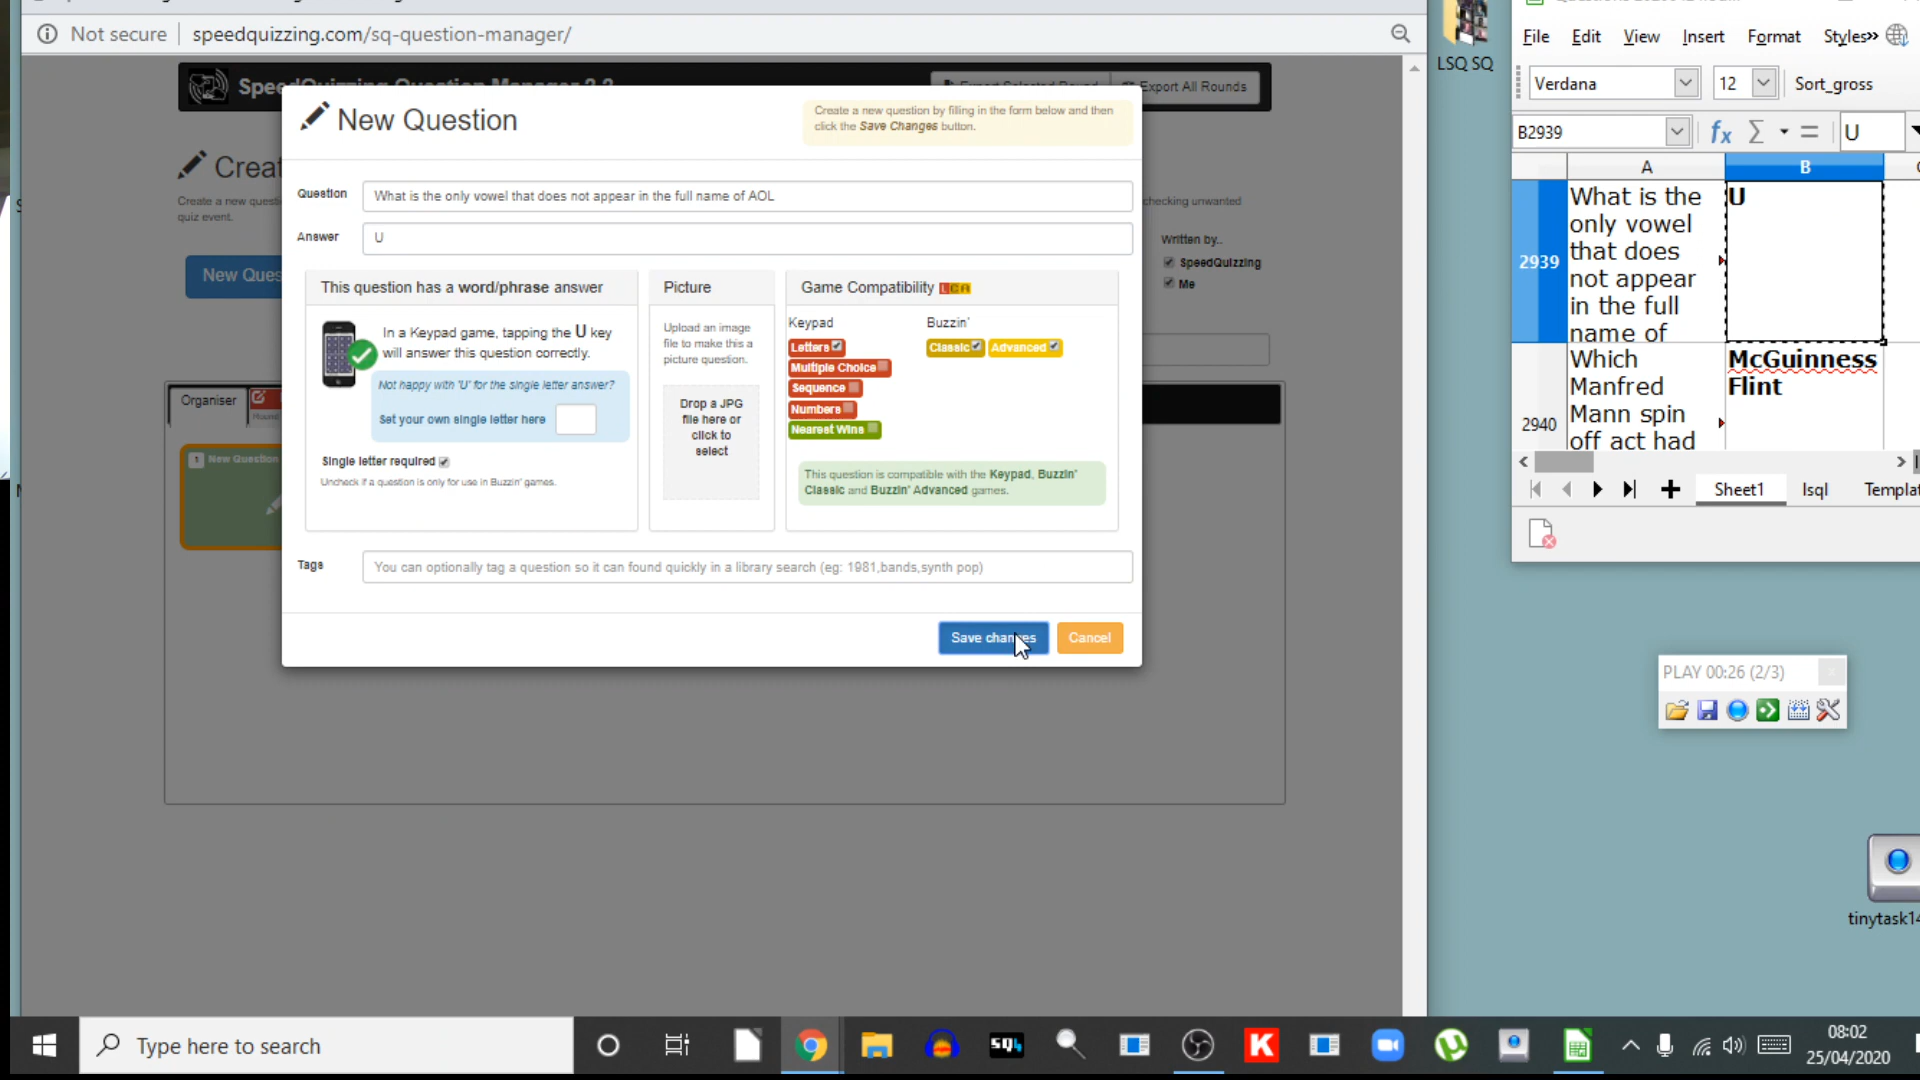 Not secure
speedquizzing.com/sq-question-manager/
Export All Rounds
New Question
Create a new question by filling in the form below and then
click the Save Changes button.
Create a new
quiz event.
checking unwanted
Question
What is the only vowel that does not appear in the full name of AOL
Answer
U
Written by..
SpeedQuizzing
Me
This question has a word/phrase answer
In a Keypad game, tapping the U key
will answer this question correctly.
Not happy with 'U' for the single letter answer?
Set your own single letter here
Single letter required
Uncheck if a question is only for use in Buzzin' games.
Picture
Upload an image
file to make this a
picture question.
Drop a JPG
file here or
click to
select
Game Compatibility LCA
Keypad
Letters
Multiple Choice
Sequence
Numbers
Nearest Wins
Buzzin'
Classic Advanced
This question is compatible with the Keypad, Buzzin'
Classic and Buzzin' Advanced games.
Organiser
1 New Question
Tags
You can optionally tag a question so it can found quickly in a library search (eg: 1981,bands,synth pop)
Save changes
Cancel
LSQ SQ
File Edit View Insert Format Styles
Verdana
12
Sort_gross
B2939
U
A
B
2939
What is the
only vowel
that does
not appear
in the full
name of
U
2940
Which
Manfred
Mann spin
off act had
McGuinness
Flint
Sheet1
lsql
Templat
PLAY 00:26 (2/3)
tinytask14
Type here to search
sq4
K
08:02
25/04/2020